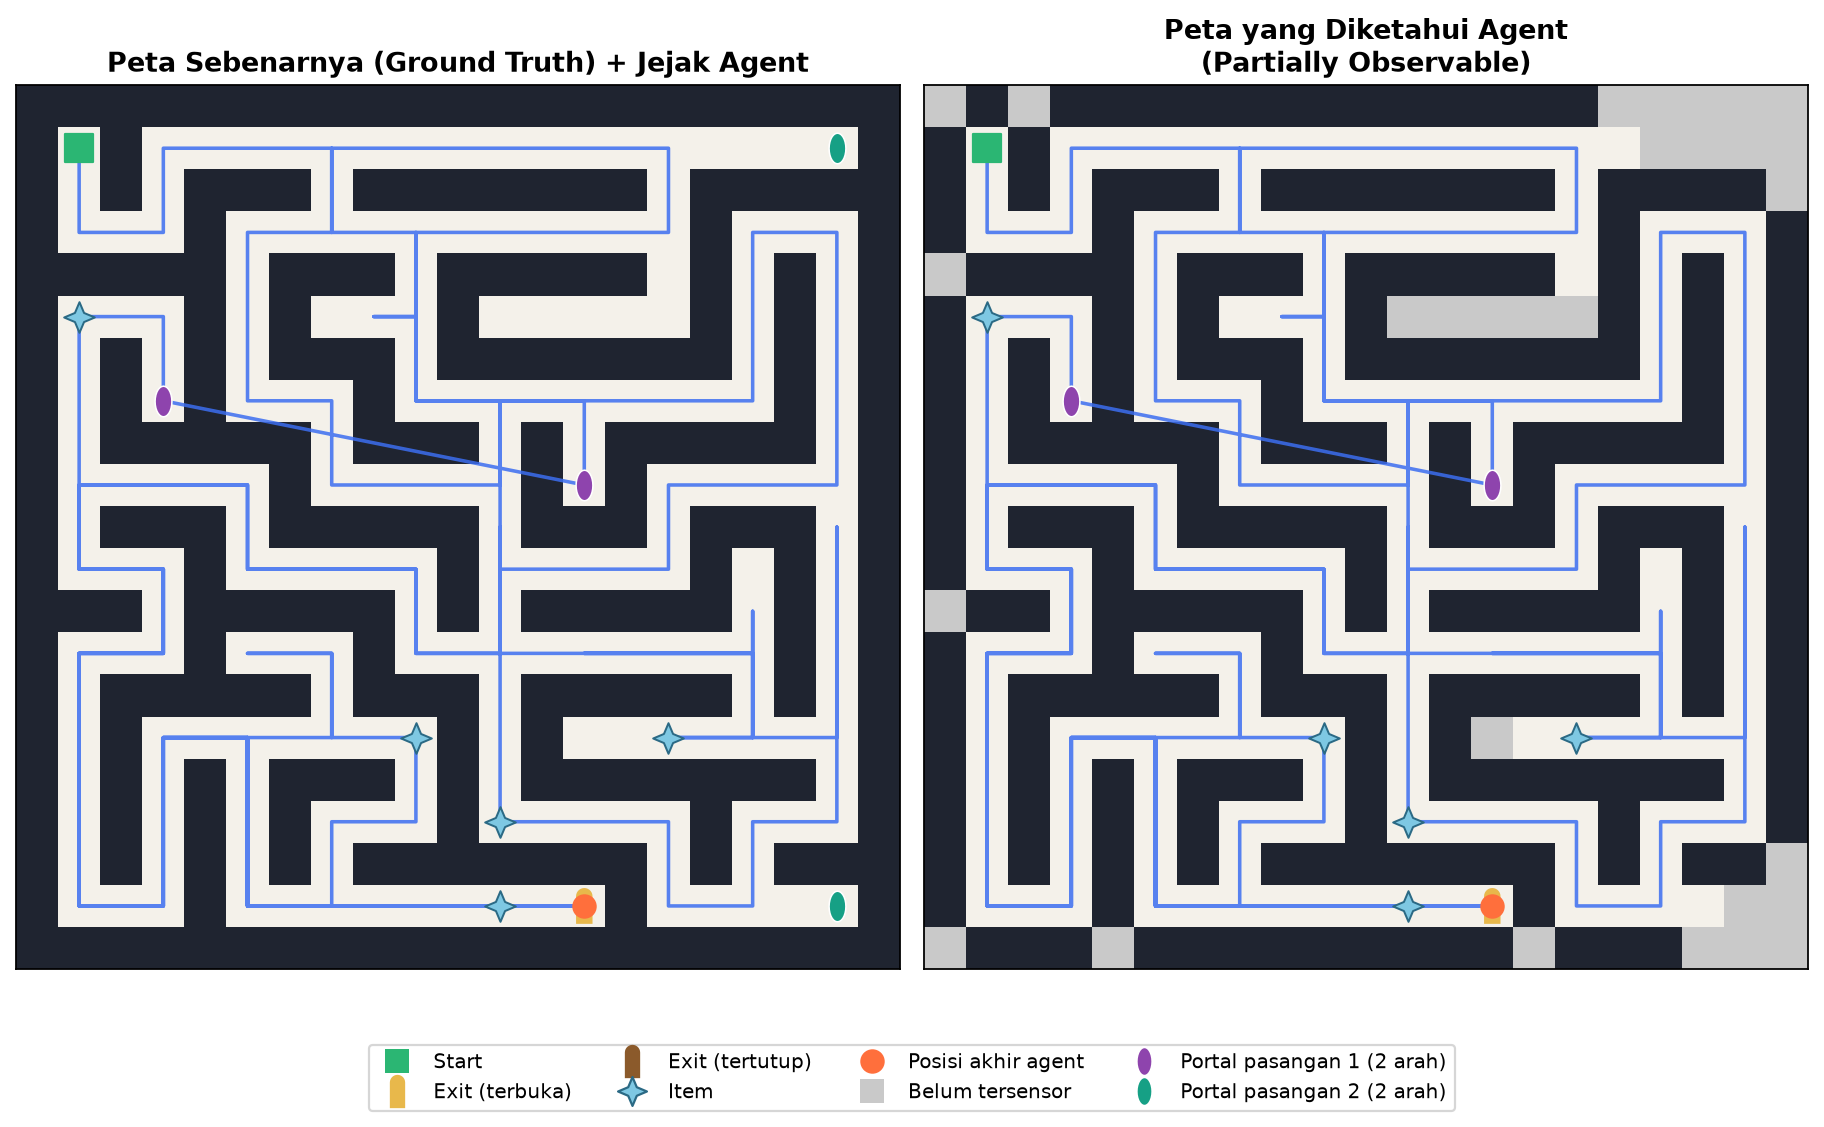 Peta Sebenarnya (Ground Truth) + Jejak Agent
Peta yang Diketahui Agent
(Partially Observable)
Start
Exit (terbuka)
Exit (tertutup)
Item
Posisi akhir agent
Belum tersensor
Portal pasangan 1 (2 arah)
Portal pasangan 2 (2 arah)